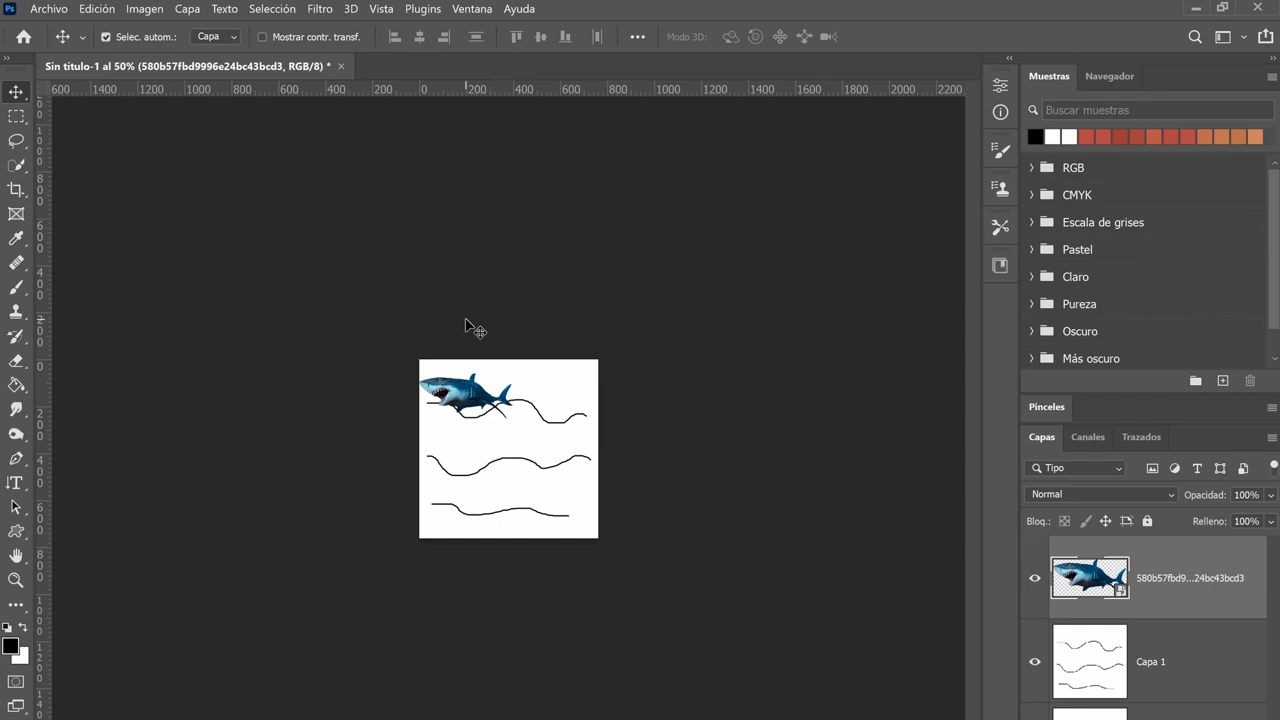 Archivo Edición Imagen Capa Texto Selección Filtro 3D Vista Plugins Ventana Ayuda
Selec. autom.: Capa Mostrar contr. transf. Modo 3D:
Sin título-1 al 50% (580b57fbd9996e24bc43bcd3, RGB/8) *
600 1400 1200 1000 800 600 400 200 0 200 400 600 800 1000 1200 1400 1600 1800 2000 2200
Muestras Navegador
Buscar muestras
RGB
CMYK
Escala de grises
Pastel
Claro
Pureza
Oscuro
Más oscuro
Pinceles
Capas Canales Trazados
Tipo
Normal Opacidad: 100%
Bloq.: Relleno: 100%
580b57fbd9...24bc43bcd3
Capa 1